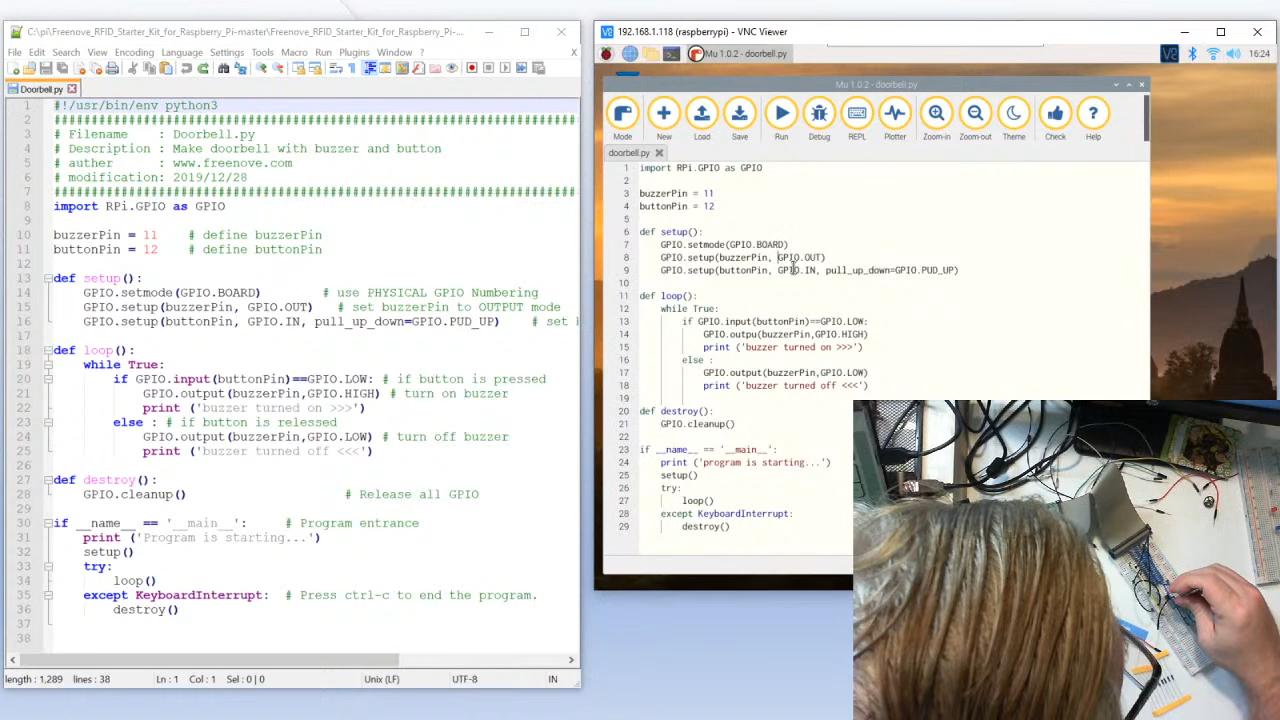 C:\pi\Freenove_RFID_Starter_Kit_for_Raspberry_Pi-master\Freenove_RFID_Starter_Kit_for_Raspberry_Pi-...
File Edit Search View Encoding Language Settings Tools Macro Run Plugins Window ?
Doorbell.py
1 #!/usr/bin/env python3
2 ########################################################################
3 # Filename : Doorbell.py
4 # Description : Make doorbell with buzzer and button
5 # auther : www.freenove.com
6 # modification: 2019/12/28
7 ########################################################################
8 import RPi.GPIO as GPIO
9
10 buzzerPin = 11 # define buzzerPin
11 buttonPin = 12 # define buttonPin
12
13 def setup():
14 GPIO.setmode(GPIO.BOARD) # use PHYSICAL GPIO Numbering
15 GPIO.setup(buzzerPin, GPIO.OUT) # set buzzerPin to OUTPUT mode
16 GPIO.setup(buttonPin, GPIO.IN, pull_up_down=GPIO.PUD_UP) # set
17
18 def loop():
19 while True:
20 if GPIO.input(buttonPin)==GPIO.LOW: # if button is pressed
21 GPIO.output(buzzerPin,GPIO.HIGH) # turn on buzzer
22 print ('buzzer turned on >>>')
23 else : # if button is relessed
24 GPIO.output(buzzerPin,GPIO.LOW) # turn off buzzer
25 print ('buzzer turned off <<<')
26
27 def destroy():
28 GPIO.cleanup() # Release all GPIO
29
30 if __name__ == '__main__': # Program entrance
31 print ('Program is starting...')
32 setup()
33 try:
34 loop()
35 except KeyboardInterrupt: # Press ctrl-c to end the program.
36 destroy()
37
38
length : 1,289 lines : 38 Ln : 1 Col : 1 Sel : 0 | 0 Unix (LF) UTF-8 IN
192.168.1.118 (raspberrypi) - VNC Viewer
Mu 1.0.2 - doorbell.py 16:24
Mu 1.0.2 - doorbell.py
Mode New Load Save Run Debug REPL Plotter Zoom-in Zoom-out Theme Check Help
doorbell.py
1 import RPi.GPIO as GPIO
2
3 buzzerPin = 11
4 buttonPin = 12
5
6 def setup():
7 GPIO.setmode(GPIO.BOARD)
8 GPIO.setup(buzzerPin, GPIO.OUT)
9 GPIO.setup(buttonPin, GPIO.IN, pull_up_down=GPIO.PUD_UP)
10
11 def loop():
12 while True:
13 if GPIO.input(buttonPin)==GPIO.LOW:
14 GPIO.outpu(buzzerPin,GPIO.HIGH)
15 print ('buzzer turned on >>>')
16 else :
17 GPIO.output(buzzerPin,GPIO.LOW)
18 print ('buzzer turned off <<<')
19
20 def destroy():
21 GPIO.cleanup()
22
23 if __name__ == '__main__':
24 print ('program is starting...')
25 setup()
26 try:
27 loop()
28 except KeyboardInterrupt:
29 destroy()